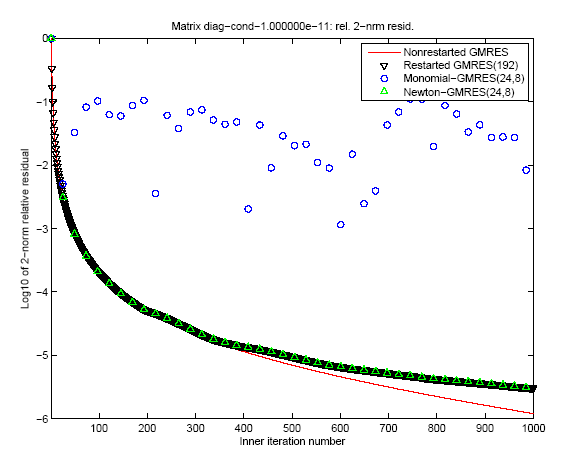 Matrix diag−cond−1.000000e−11: rel. 2−nrm resid.
Nonrestarted GMRES
Restarted GMRES(192)
Monomial−GMRES(24,8)
Newton−GMRES(24,8)
Log10 of 2−norm relative residual
0
−1
−2
−3
−4
−5
−6
100 200 300 400 500 600 700 800 900 1000
Inner iteration number